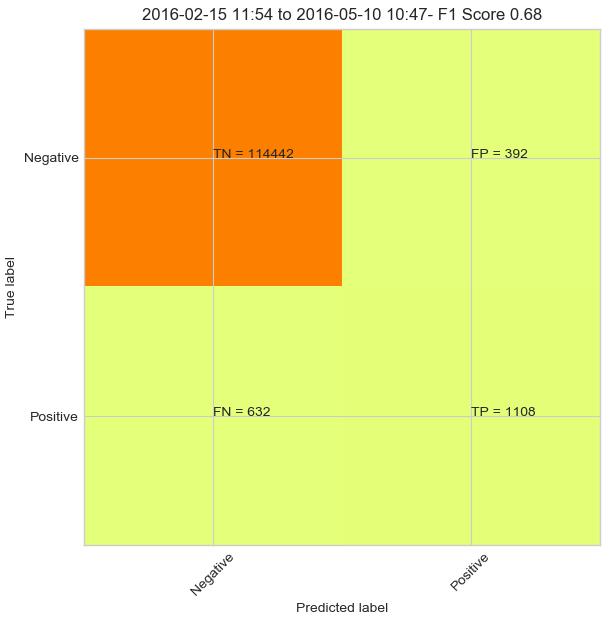 2016-02-15 11:54 to 2016-05-10 10:47- F1 Score 0.68
Negative
TN = 114442
FP = 392
True label
Positive
FN = 632
TP = 1108
Negative
Positive
Predicted label